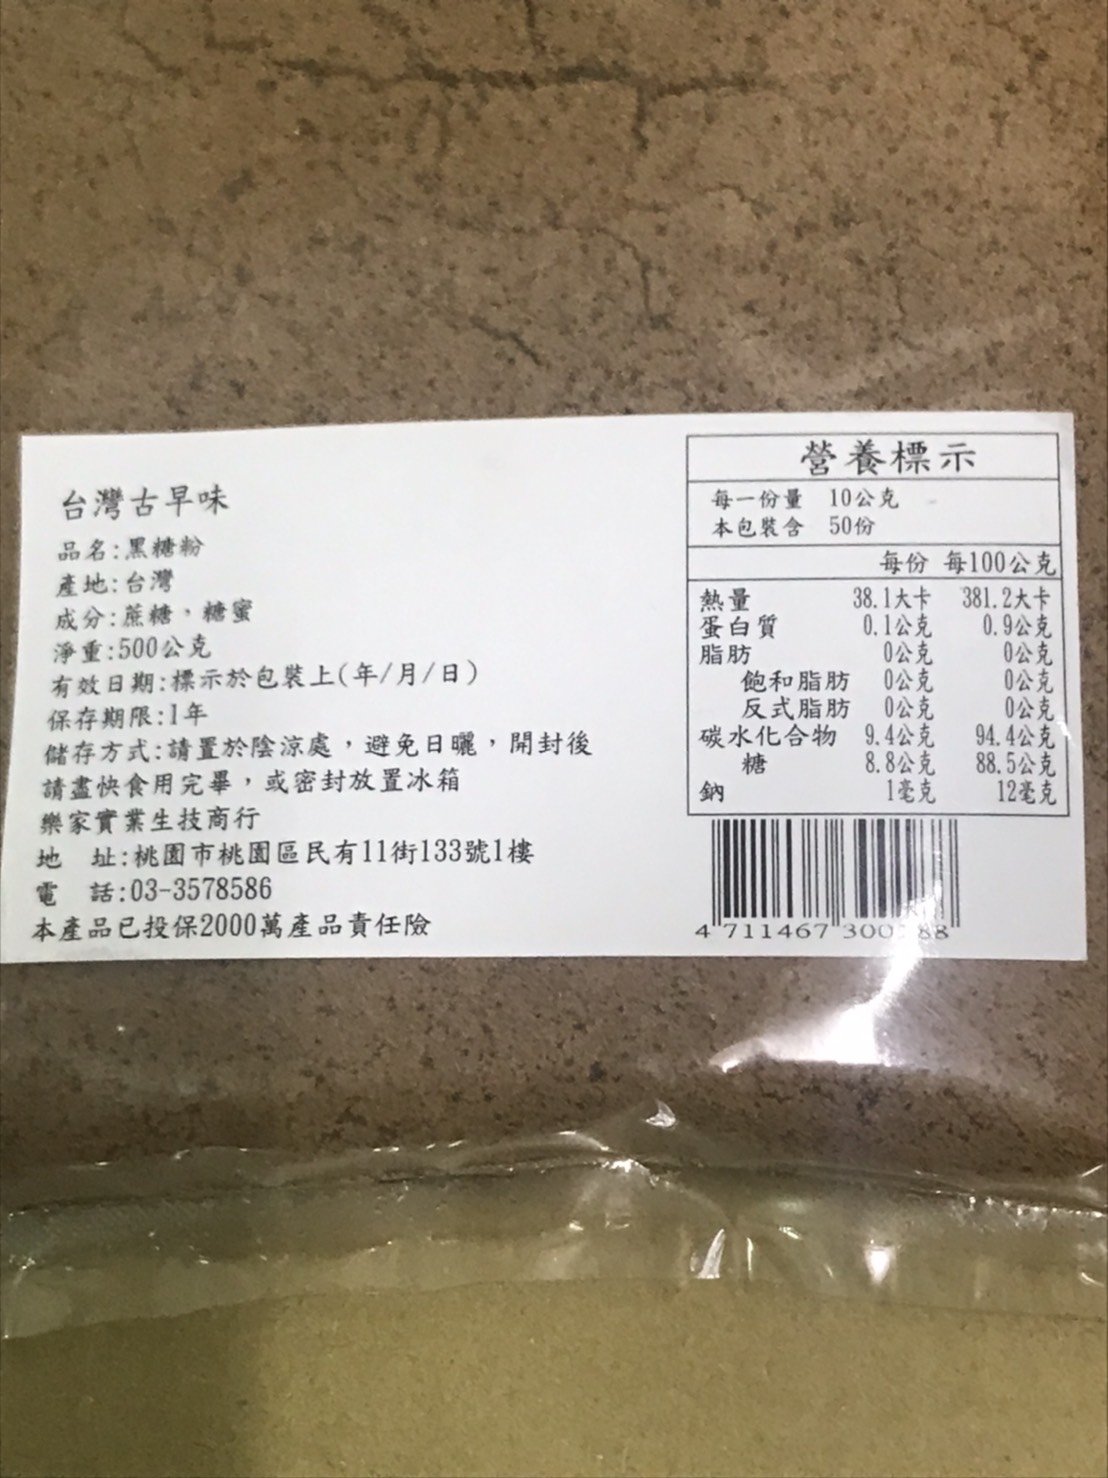 台灣古早味
品名:黑糖粉
產地:台灣
成分:蔗糖，糖蜜
淨重:500公克
有效日期:標示於包裝上(年/月/日)
保存期限:1年
儲存方式:請置於陰涼處，避免日曬，開封後
請盡快食用完畢，或密封放置冰箱
樂家實業生技商行
地 址:桃園市桃園區民有11街133號1樓
電 話:03-3578586
本產品已投保2000萬產品責任險
營養標示
每一份量 10公克
本包裝含 50份
每份 每100公克
熱量 38.1大卡 381.2大卡
蛋白質 0.1公克 0.9公克
脂肪 0公克 0公克
飽和脂肪 0公克 0公克
反式脂肪 0公克 0公克
碳水化合物 9.4公克 94.4公克
糖 8.8公克 88.5公克
鈉 1毫克 12毫克
4 711467